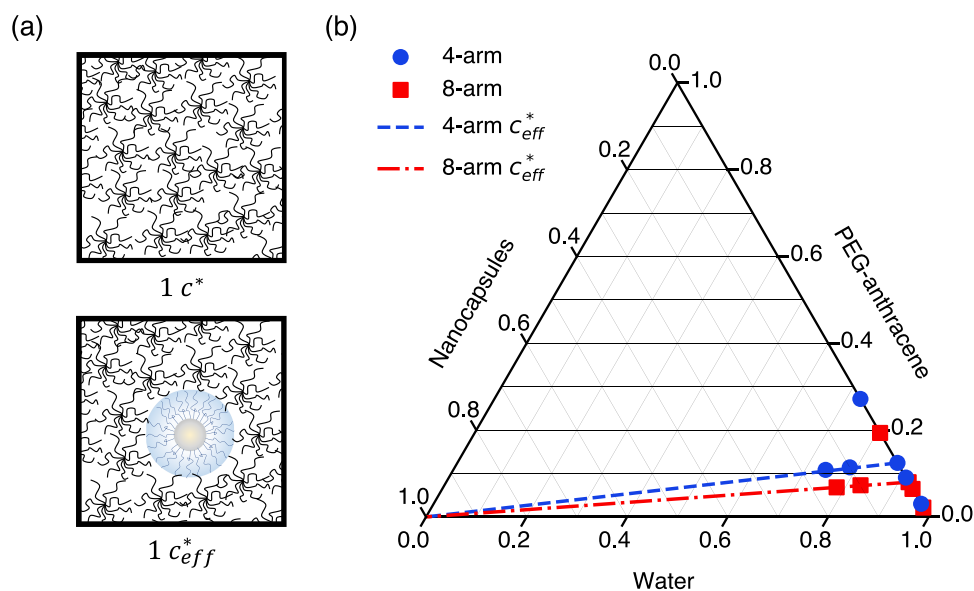 (a)
1 c*
1 c*eff
(b)
4-arm
8-arm
4-arm c*eff
8-arm c*eff
0.0
1.0
0.2
0.8
0.4
0.6
0.6
0.4
0.8
0.2
1.0
0.0
Nanocapsules
PEG-anthracene
0.0
0.2
0.4
0.6
0.8
1.0
Water